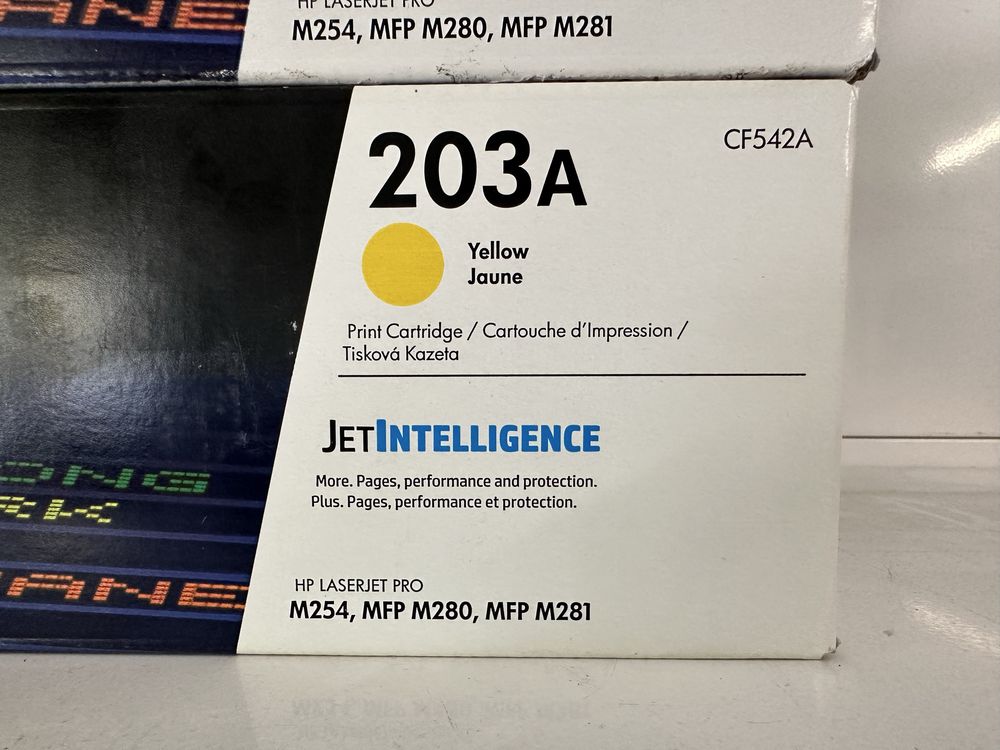 HP LASERJET PRO
M254, MFP M280, MFP M281
203A
CF542A
Yellow
Jaune
Print Cartridge / Cartouche d'Impression /
Tisková Kazeta
JETINTELLIGENCE
More. Pages, performance and protection.
Plus. Pages, performance et protection.
HP LASERJET PRO
M254, MFP M280, MFP M281